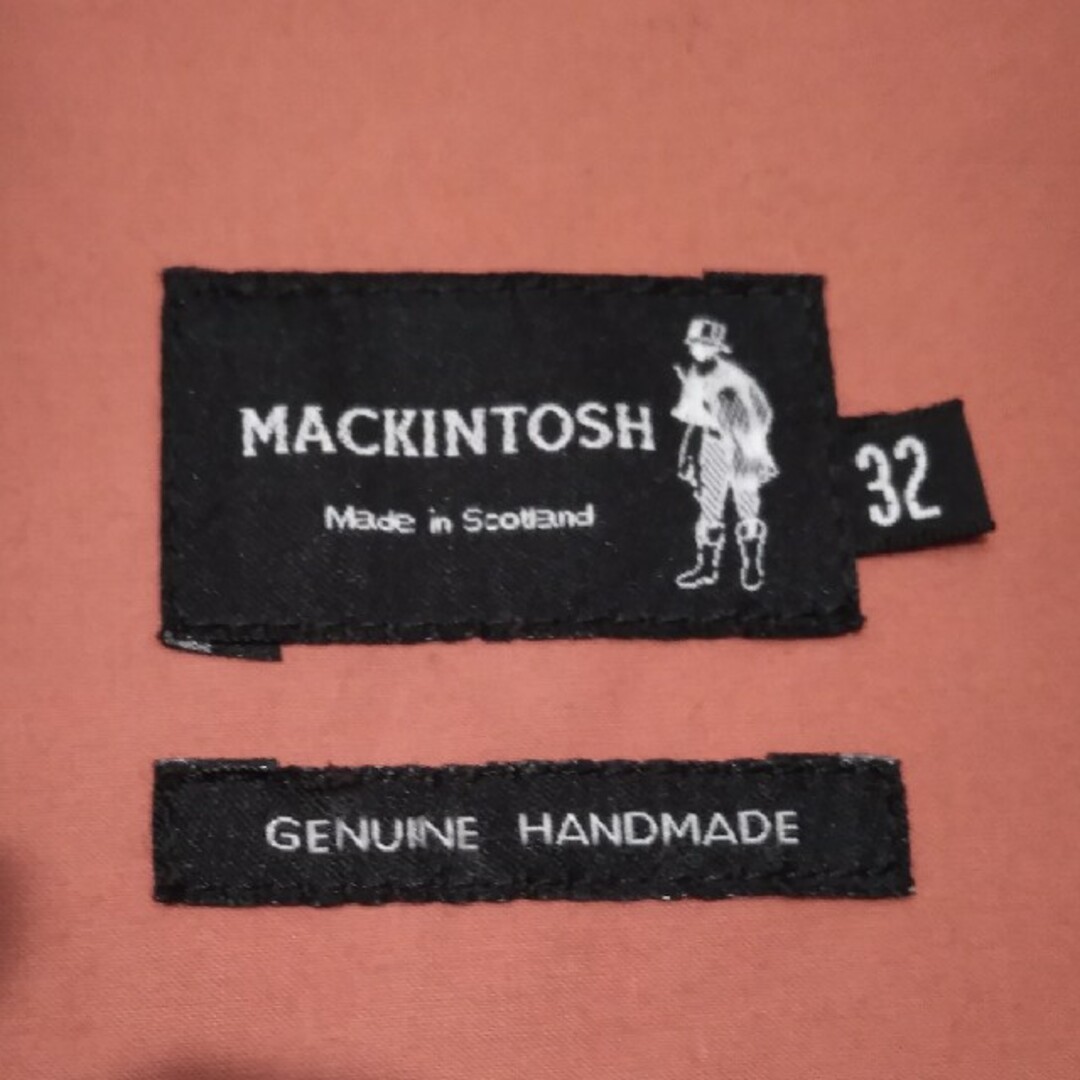 MACKINTOSH
Made in Scotland
32
GENUINE HANDMADE